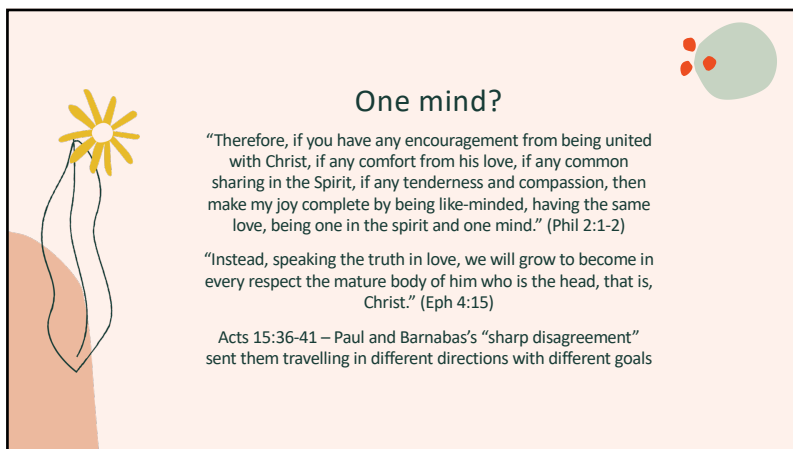 One mind?
“Therefore, if you have any encouragement from being united
with Christ, if any comfort from his love, if any common
sharing in the Spirit, if any tenderness and compassion, then
make my joy complete by being like-minded, having the same
love, being one in the spirit and one mind.” (Phil 2:1-2)
“Instead, speaking the truth in love, we will grow to become in
every respect the mature body of him who is the head, that is,
Christ.” (Eph 4:15)
Acts 15:36-41 – Paul and Barnabas’s “sharp disagreement”
sent them travelling in different directions with different goals